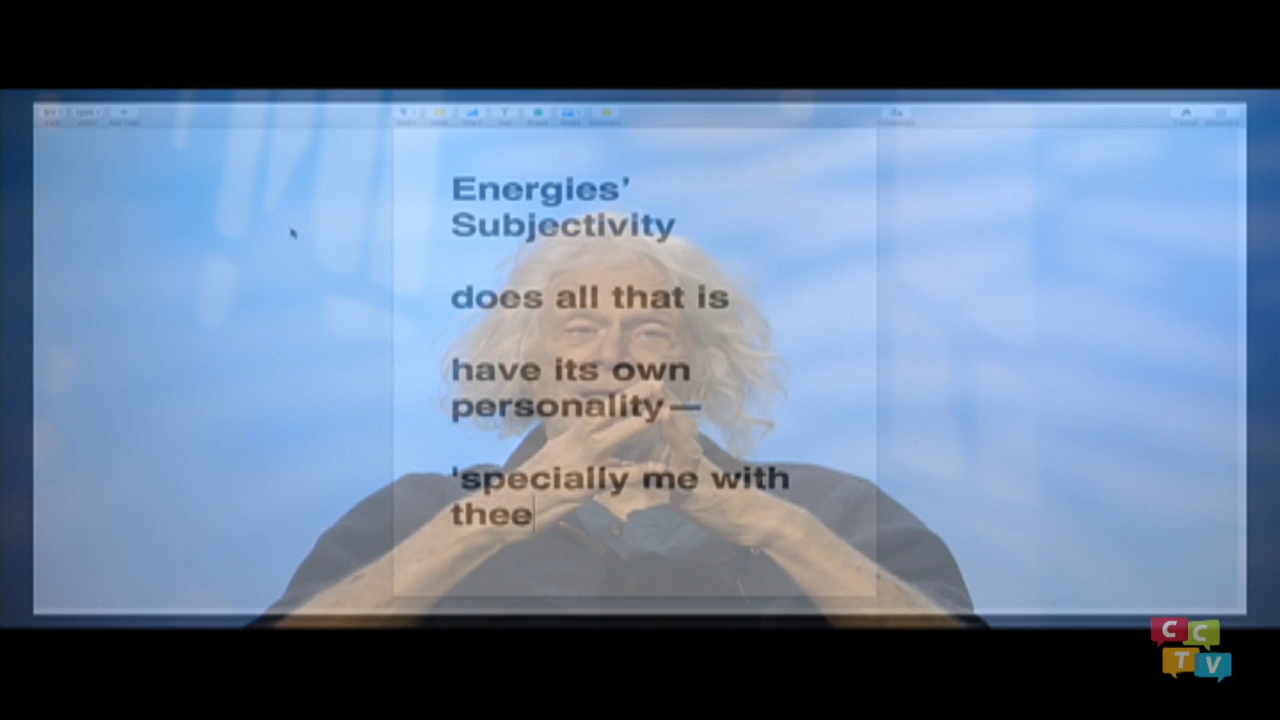 Energies’
Subjectivity
does all that is
have its own
personality—
'specially me with
thee
C
C
T
V